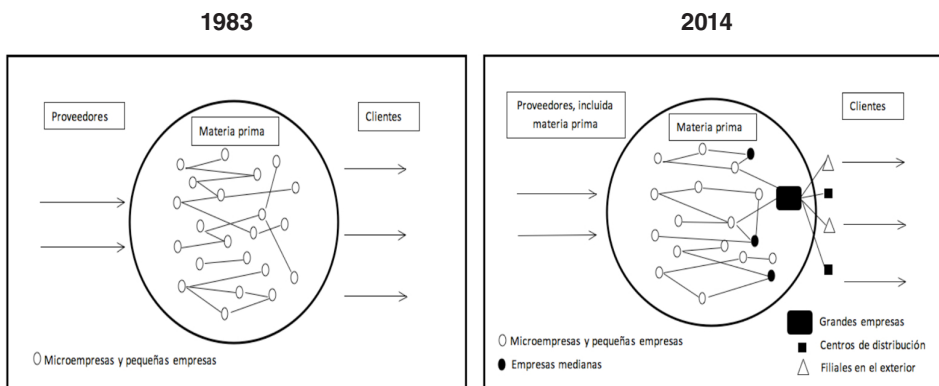 1983
Proveedores
Materia prima
Clientes
Microempresas y pequeñas empresas
2014
Proveedores, incluida
materia prima
Materia prima
Clientes
Microempresas y pequeñas empresas
Empresas medianas
Grandes empresas
Centros de distribución
Filiales en el exterior